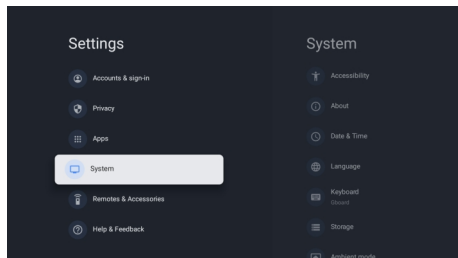 Settings
Accounts & sign-in
Privacy
Apps
System
Remotes & Accessories
Help & Feedback
System
Accessibility
About
Date & Time
Language
Keyboard
Gboard
Storage
Ambient mode